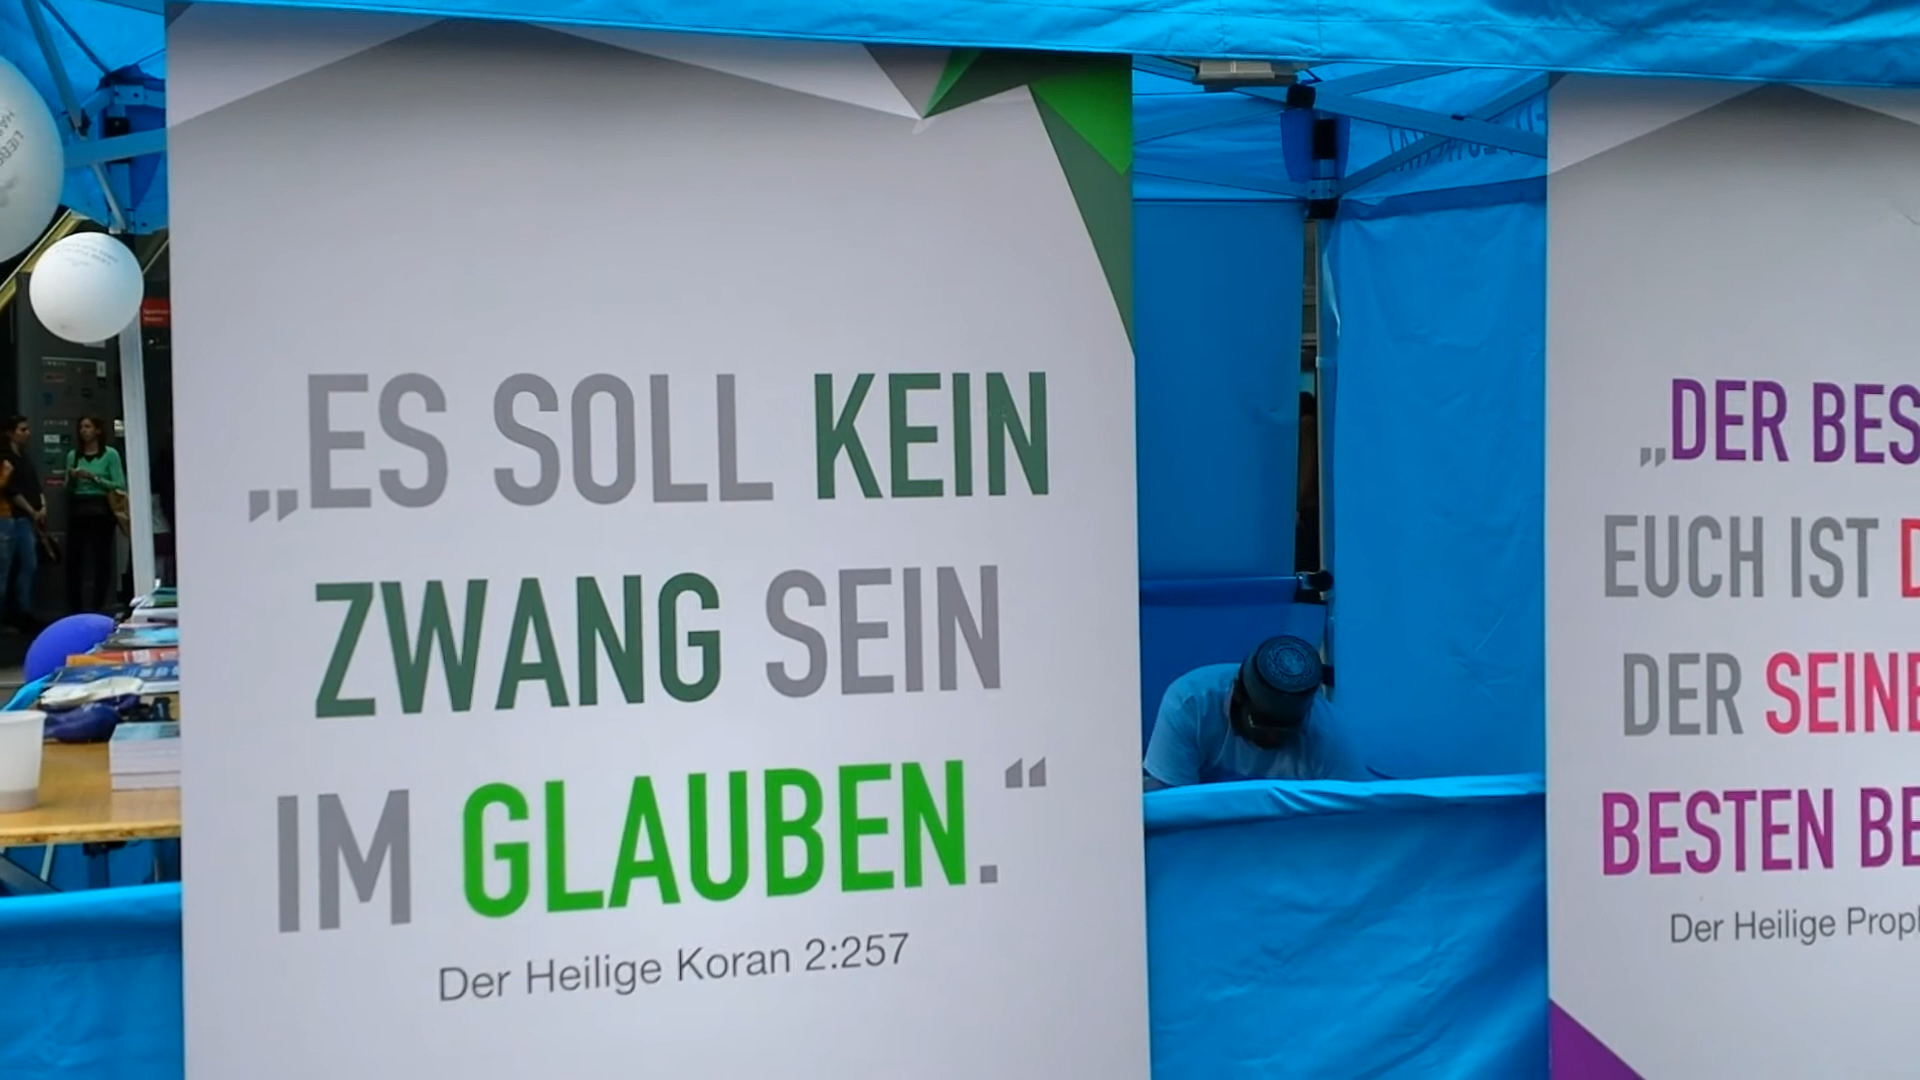 „ES SOLL KEIN
ZWANG SEIN
IM GLAUBEN.“
Der Heilige Koran 2:257
„DER BES
EUCH IST D
DER SEINE
BESTEN BE
Der Heilige Proph